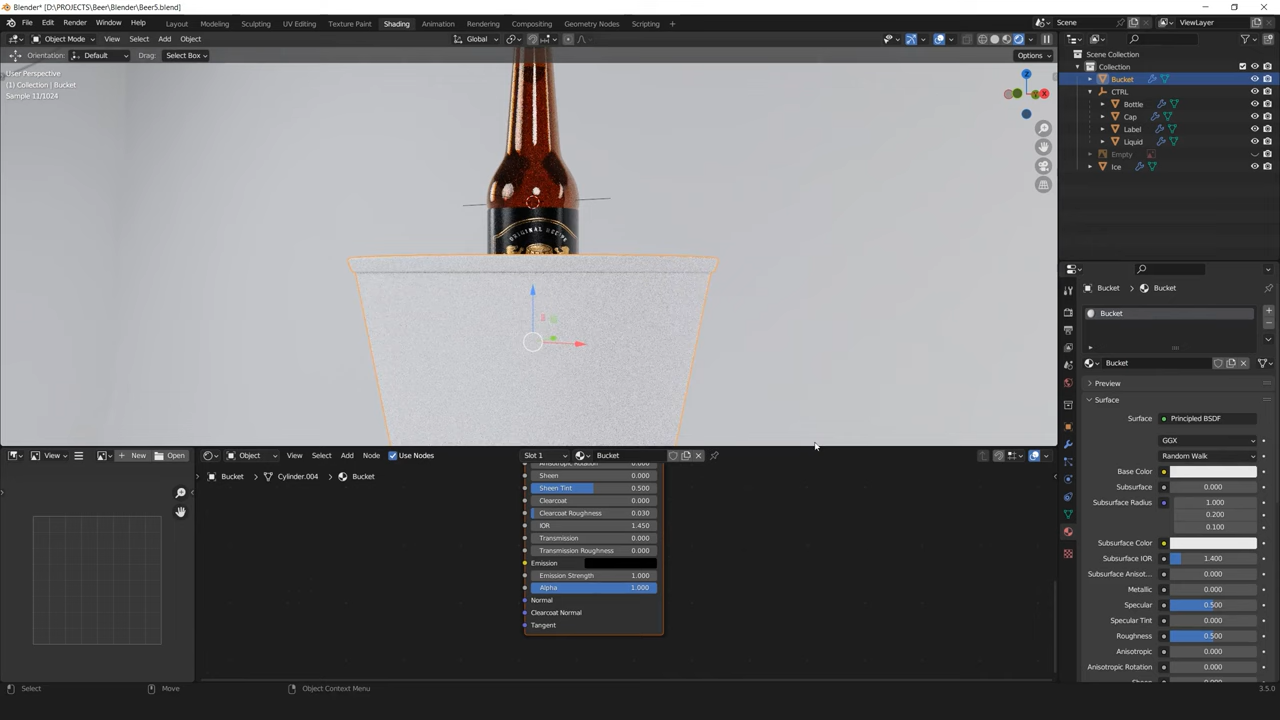 Blender* [D:\PROJECTS\Beer\Blender\Beer5.blend]
File Edit Render Window Help Layout Modeling Sculpting UV Editing Texture Paint Shading Animation Rendering Compositing Geometry Nodes Scripting Scene ViewLayer
Object Mode View Select Add Object Global
Orientation: Default Drag: Select Box Options
User Perspective
(1) Collection | Bucket
Sample 11/1024
ORIGINAL RECIPE
Scene Collection
Collection
Bucket
CTRL
Bottle
Cap
Label
Liquid
Empty
Ice
Bucket Bucket
Bucket
Bucket
Preview
Surface
Surface Principled BSDF
GGX
Random Walk
Base Color
Subsurface 0.000
Subsurface Radius 1.000
0.200
0.100
Subsurface Color
Subsurface IOR 1.400
Subsurface Anisot... 0.000
Metallic 0.000
Specular 0.500
Specular Tint 0.000
Roughness 0.500
Anisotropic 0.000
Anisotropic Rotation 0.000
View New Open Object View Select Add Node Use Nodes Slot 1 Bucket
Bucket Cylinder.004 Bucket
Anisotropic Rotation 0.000
Sheen 0.000
Sheen Tint 0.500
Clearcoat 0.000
Clearcoat Roughness 0.030
IOR 1.450
Transmission 0.000
Transmission Roughness 0.000
Emission
Emission Strength 1.000
Alpha 1.000
Normal
Clearcoat Normal
Tangent
Select Move Object Context Menu 3.5.0